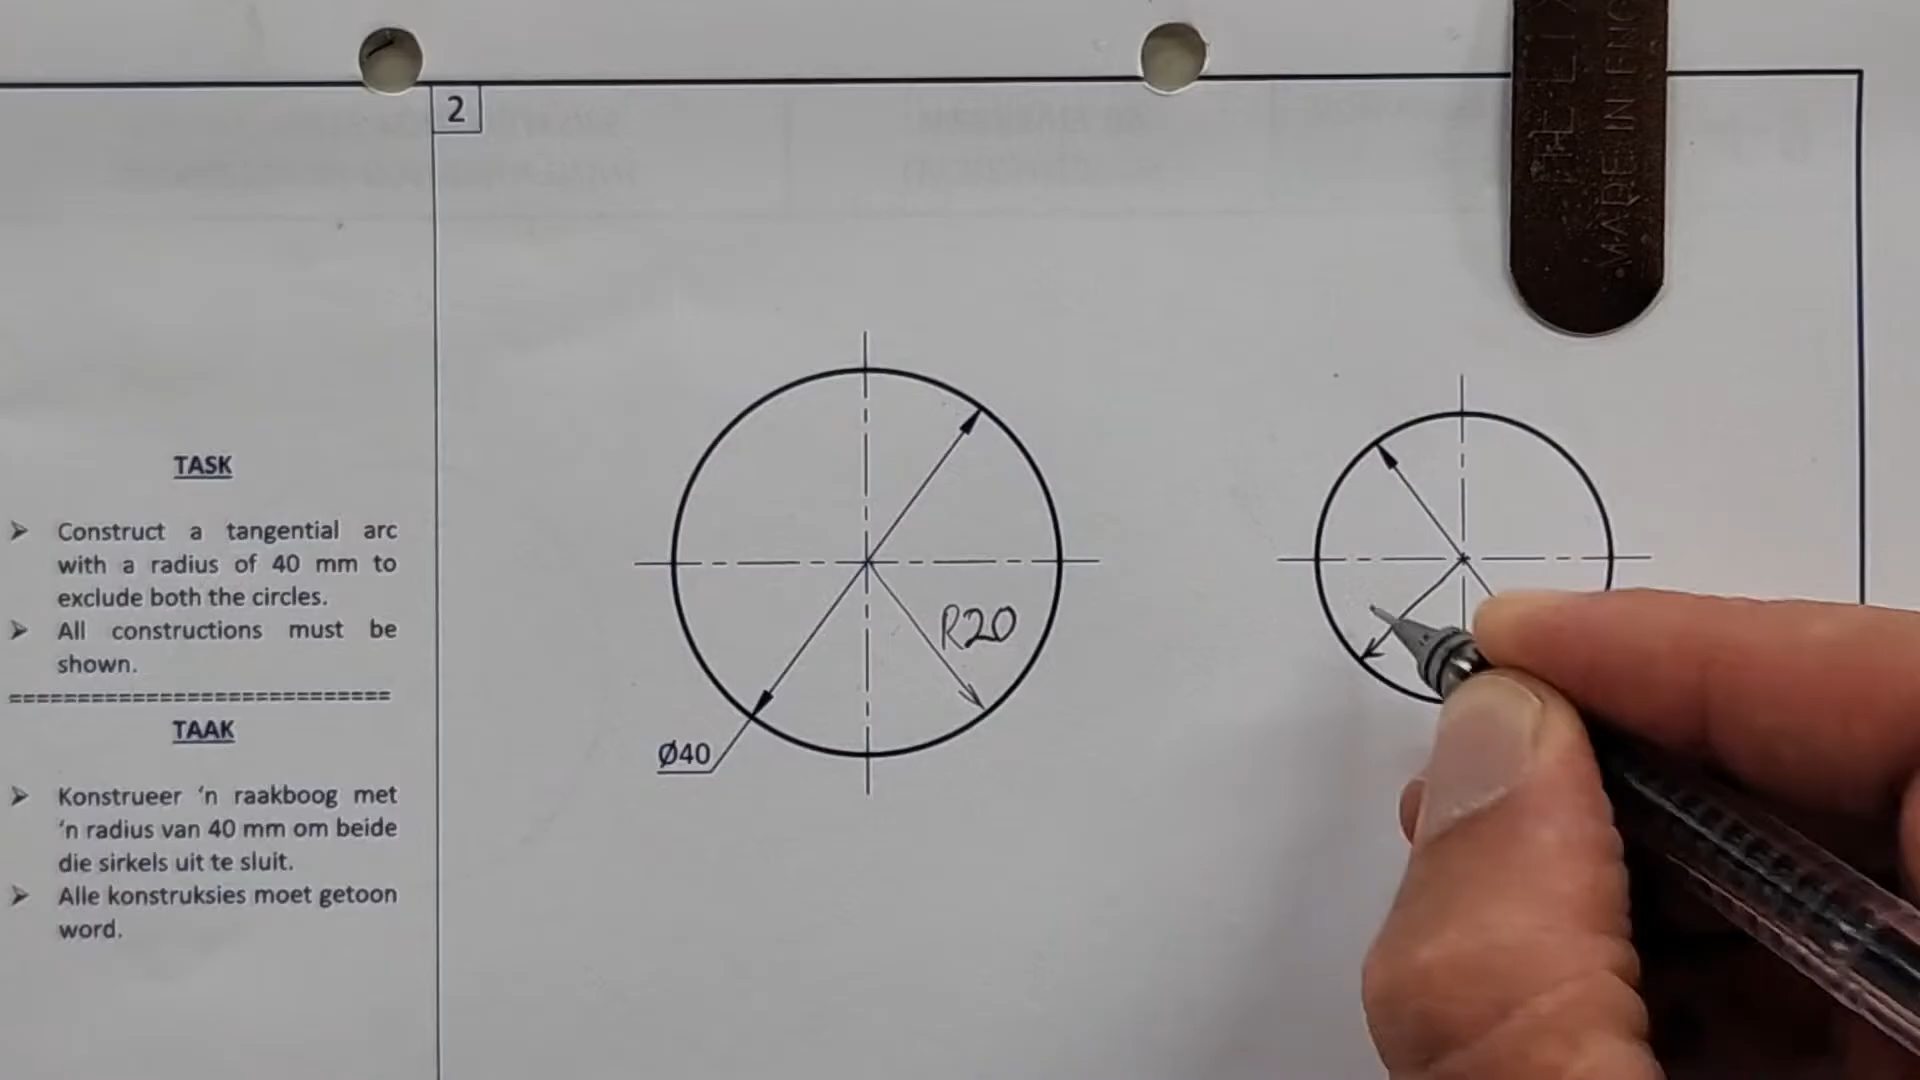 2
MADE IN ENG
TASK
➢ Construct a tangential arc
with a radius of 40 mm to
exclude both the circles.
➢ All constructions must be
shown.
============================
TAAK
➢ Konstrueer ‘n raakboog met
‘n radius van 40 mm om beide
die sirkels uit te sluit.
➢ Alle konstruksies moet getoon
word.
R20
Ø40